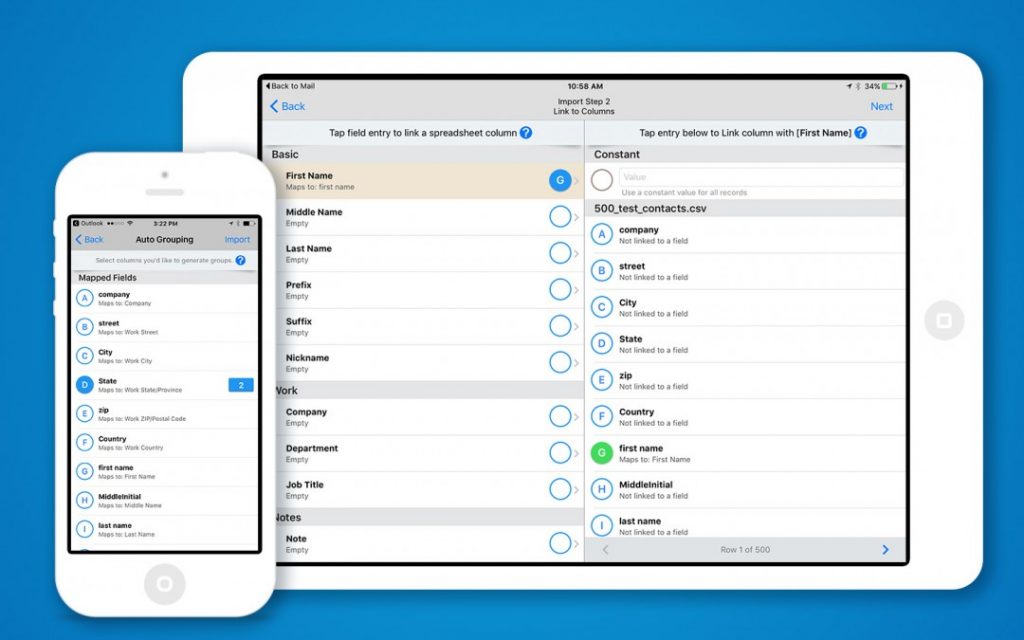 Outlook
3:22 PM
Back
Auto Grouping
Import
Select columns you'd like to generate groups. ?
Mapped Fields
A
company
Maps to: Company
B
street
Maps to: Work Street
C
City
Maps to: Work City
D
State
Maps to: Work State/Province
2
E
zip
Maps to: Work ZIP/Postal Code
F
Country
Maps to: Work Country
G
first name
Maps to: First Name
H
MiddleInitial
Maps to: Middle Name
I
last name
Maps to: Last Name
Back to Mail
10:58 AM
34%
Back
Import Step 2
Link to Columns
Next
Tap field entry to link a spreadsheet column ?
Basic
First Name
Maps to: first name
G
Middle Name
Empty
Last Name
Empty
Prefix
Empty
Suffix
Empty
Nickname
Empty
Work
Company
Empty
Department
Empty
Job Title
Empty
Notes
Note
Empty
Tap entry below to Link column with [First Name] ?
Constant
Value
Use a constant value for all records
500_test_contacts.csv
A
company
Not linked to a field
B
street
Not linked to a field
C
City
Not linked to a field
D
State
Not linked to a field
E
zip
Not linked to a field
F
Country
Not linked to a field
G
first name
Maps to: First Name
H
MiddleInitial
Not linked to a field
I
last name
Not linked to a field
Row 1 of 500